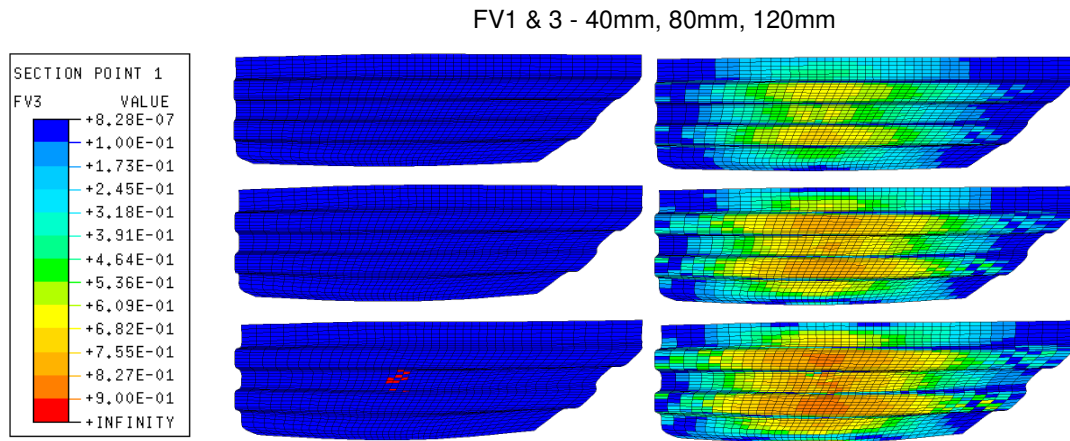 FV1 & 3 - 40mm, 80mm, 120mm
SECTION POINT 1
FV3 VALUE
+8.28E-07
+1.00E-01
+1.73E-01
+2.45E-01
+3.18E-01
+3.91E-01
+4.64E-01
+5.36E-01
+6.09E-01
+6.82E-01
+7.55E-01
+8.27E-01
+9.00E-01
+INFINITY